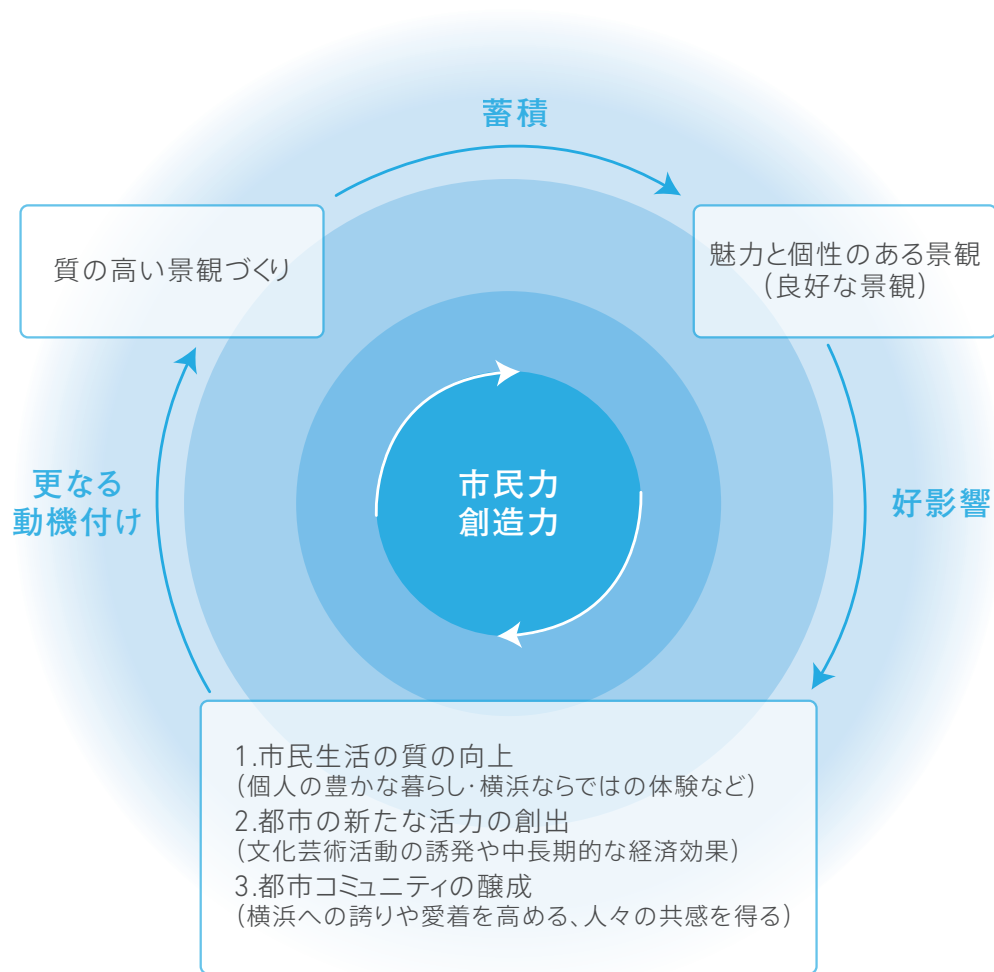 蓄積
質の高い景観づくり
魅力と個性のある景観
(良好な景観)
更なる
動機付け
市民力
創造力
好影響
1.市民生活の質の向上
(個人の豊かな暮らし･横浜ならではの体験など)
2.都市の新たな活力の創出
(文化芸術活動の誘発や中長期的な経済効果)
3.都市コミュニティの醸成
(横浜への誇りや愛着を高める、人々の共感を得る)